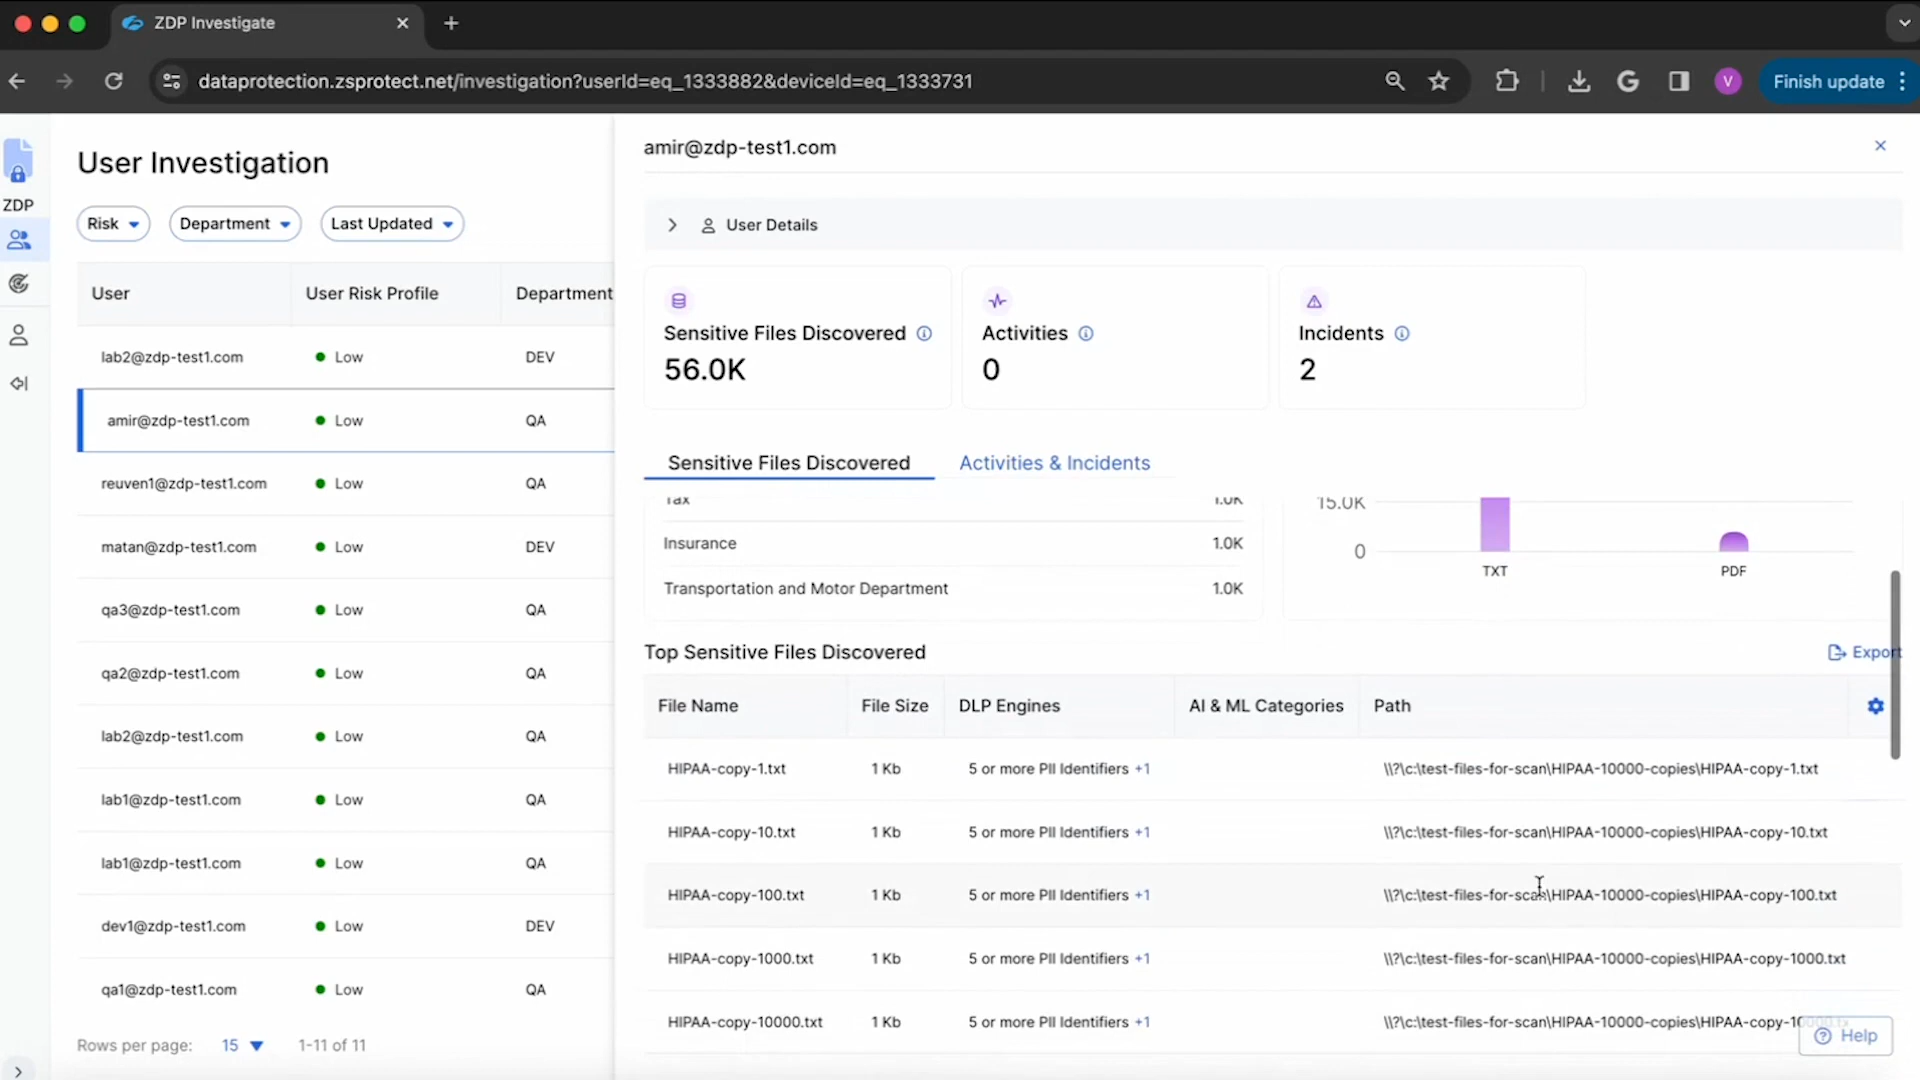 ZDP Investigate
dataprotection.zsprotect.net/investigation?userId=eq_1333882&deviceId=eq_1333731
V
Finish update
ZDP
User Investigation
Risk
Department
Last Updated
User
User Risk Profile
Department
lab2@zdp-test1.com
Low
DEV
amir@zdp-test1.com
Low
QA
reuven1@zdp-test1.com
Low
QA
matan@zdp-test1.com
Low
DEV
qa3@zdp-test1.com
Low
QA
qa2@zdp-test1.com
Low
QA
lab2@zdp-test1.com
Low
QA
lab1@zdp-test1.com
Low
QA
lab1@zdp-test1.com
Low
QA
dev1@zdp-test1.com
Low
DEV
qa1@zdp-test1.com
Low
QA
Rows per page:
15
1-11 of 11
amir@zdp-test1.com
User Details
Sensitive Files Discovered
56.0K
Activities
0
Incidents
2
Sensitive Files Discovered
Activities & Incidents
Tax
1.0K
Insurance
1.0K
Transportation and Motor Department
1.0K
15.0K
0
TXT
PDF
Top Sensitive Files Discovered
Export
File Name
File Size
DLP Engines
AI & ML Categories
Path
HIPAA-copy-1.txt
1 Kb
5 or more PII Identifiers +1
\\?\c:\test-files-for-scan\HIPAA-10000-copies\HIPAA-copy-1.txt
HIPAA-copy-10.txt
1 Kb
5 or more PII Identifiers +1
\\?\c:\test-files-for-scan\HIPAA-10000-copies\HIPAA-copy-10.txt
HIPAA-copy-100.txt
1 Kb
5 or more PII Identifiers +1
\\?\c:\test-files-for-scan\HIPAA-10000-copies\HIPAA-copy-100.txt
HIPAA-copy-1000.txt
1 Kb
5 or more PII Identifiers +1
\\?\c:\test-files-for-scan\HIPAA-10000-copies\HIPAA-copy-1000.txt
HIPAA-copy-10000.txt
1 Kb
5 or more PII Identifiers +1
\\?\c:\test-files-for-scan\HIPAA-10000-copies\HIPAA-copy-10000.tx
Help